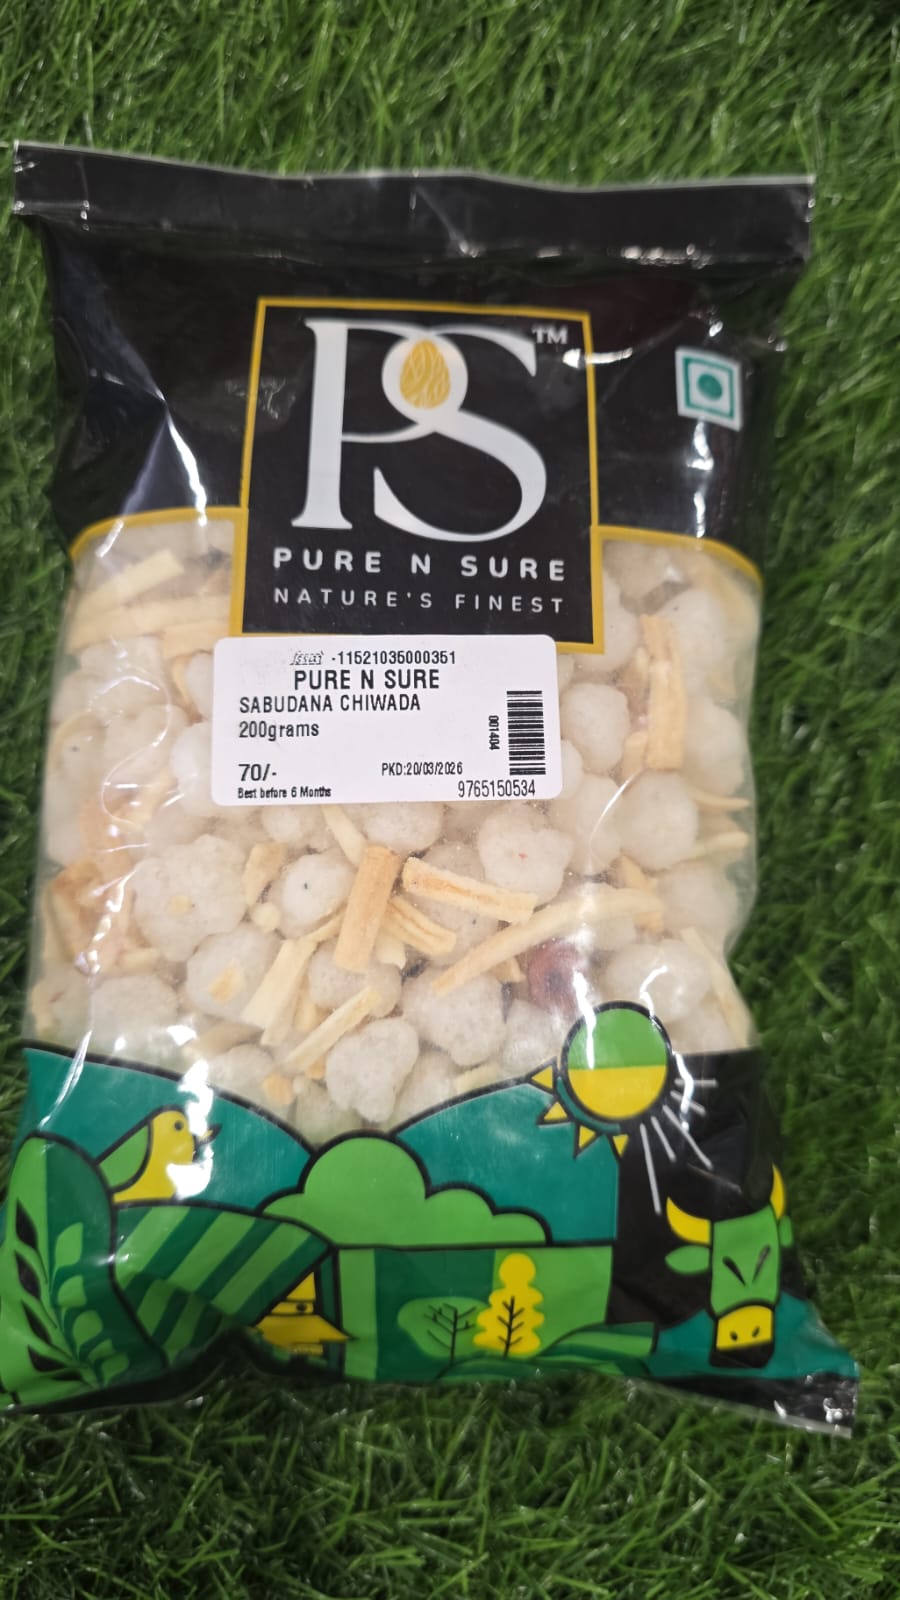 PS
TM
PURE N SURE
NATURE'S FINEST
fssai -11521035000351
PURE N SURE
SABUDANA CHIWADA
200grams
001404
70/-
PKD:20/03/2026
Best before 6 Months
9765150534